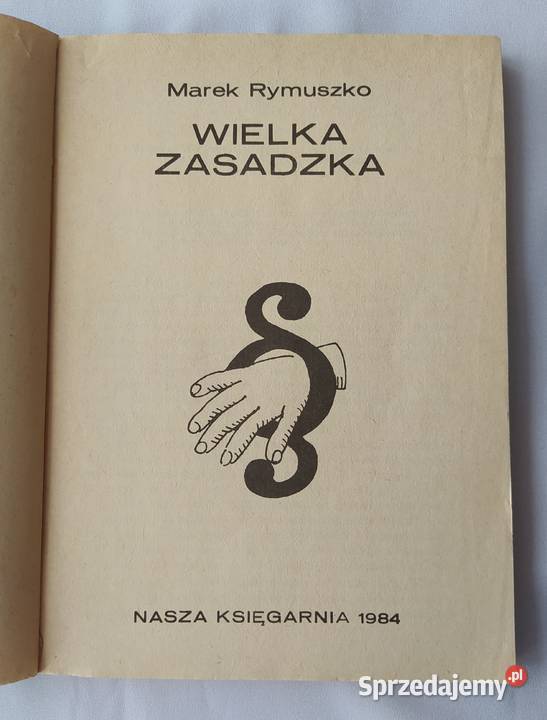 Marek Rymuszko
WIELKA
ZASADZKA
§
NASZA KSIĘGARNIA 1984
Sprzedajemy.pl